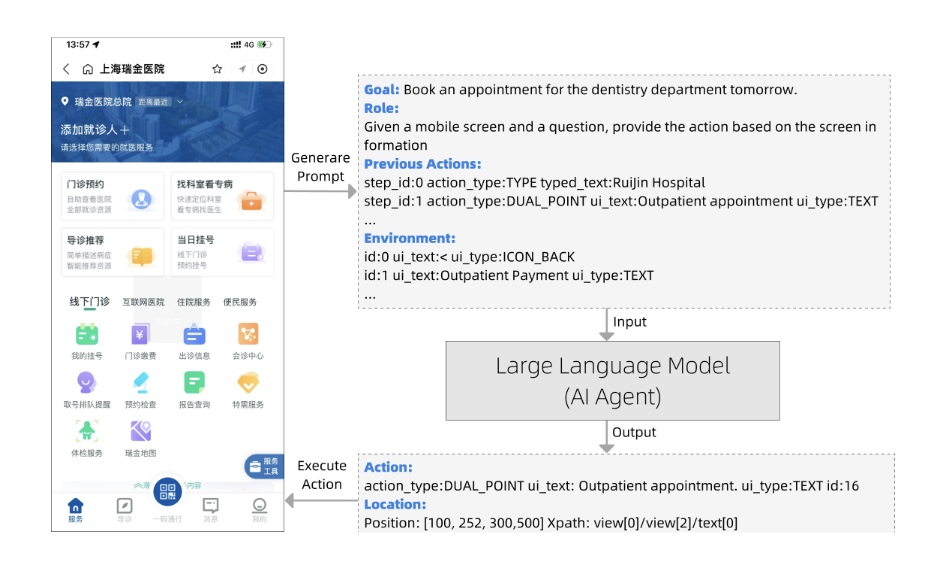 13:57
4G
上海瑞金医院
瑞金医院总院 距离最近
添加就诊人+
请选择您需要的就医服务
门诊预约
自助查看医院
全部就诊资源
找科室看专病
快速定位科室
看专病找医生
导诊推荐
简单描述病症
智能推荐资源
当日挂号
线下门诊
预约挂号
线下门诊 互联网医院 住院服务 便民服务
我的挂号 门诊缴费 出诊信息 会诊中心
取号排队提醒 预约检查 报告查询 特需服务
体检服务 瑞金地图
服务
工具
内容
服务 导诊 一码通行 消息 我的
Generare
Prompt
Goal: Book an appointment for the dentistry department tomorrow.
Role:
Given a mobile screen and a question, provide the action based on the screen in
formation
Previous Actions:
step_id:0 action_type:TYPE typed_text:RuiJin Hospital
step_id:1 action_type:DUAL_POINT ui_text:Outpatient appointment ui_type:TEXT
...
Environment:
id:0 ui_text:< ui_type:ICON_BACK
id:1 ui_text:Outpatient Payment ui_type:TEXT
...
Input
Large Language Model
(AI Agent)
Output
Execute
Action
Action:
action_type:DUAL_POINT ui_text: Outpatient appointment. ui_type:TEXT id:16
Location:
Position: [100, 252, 300,500] Xpath: view[0]/view[2]/text[0]